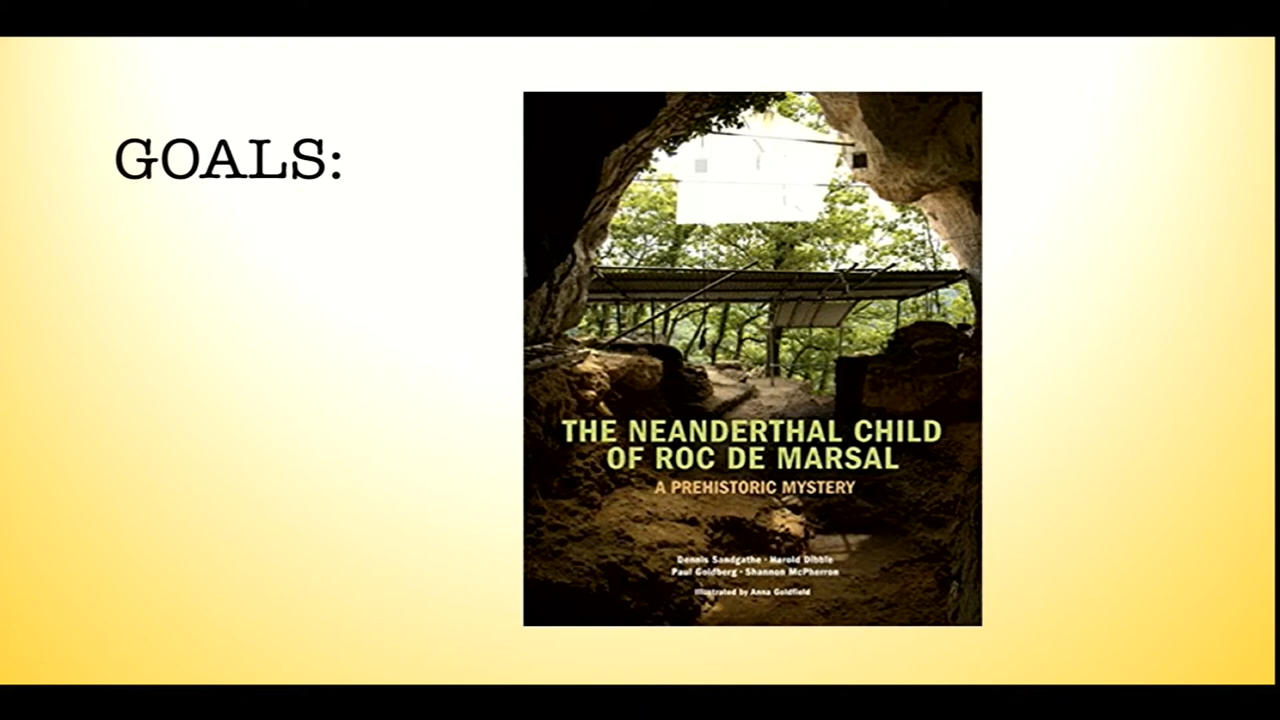 GOALS:
THE NEANDERTHAL CHILD
OF ROC DE MARSAL
A PREHISTORIC MYSTERY
Dennis Sandgathe · Harold Dibble
Paul Goldberg · Shannon McPherron
Illustrated by Anna Goldfield